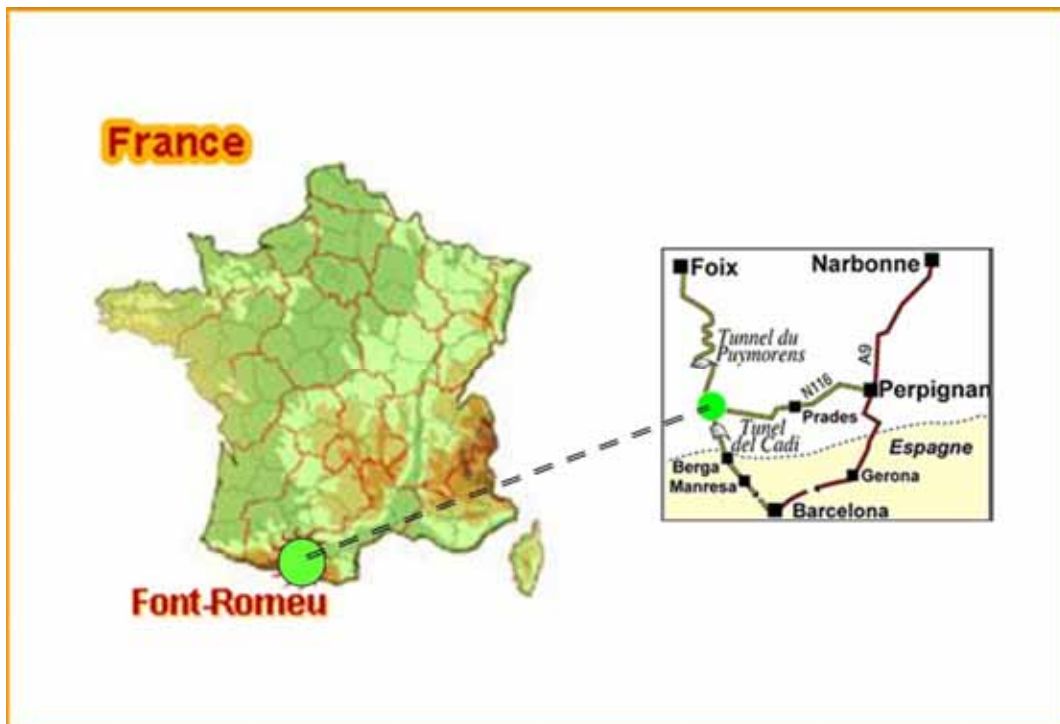 France
Font-Romeu
Foix
Narbonne
Tunnel du
Puymorens
A9
N116
Perpignan
Prades
Tunel
del Cadi
Espagne
Berga
Gerona
Manresa
Barcelona